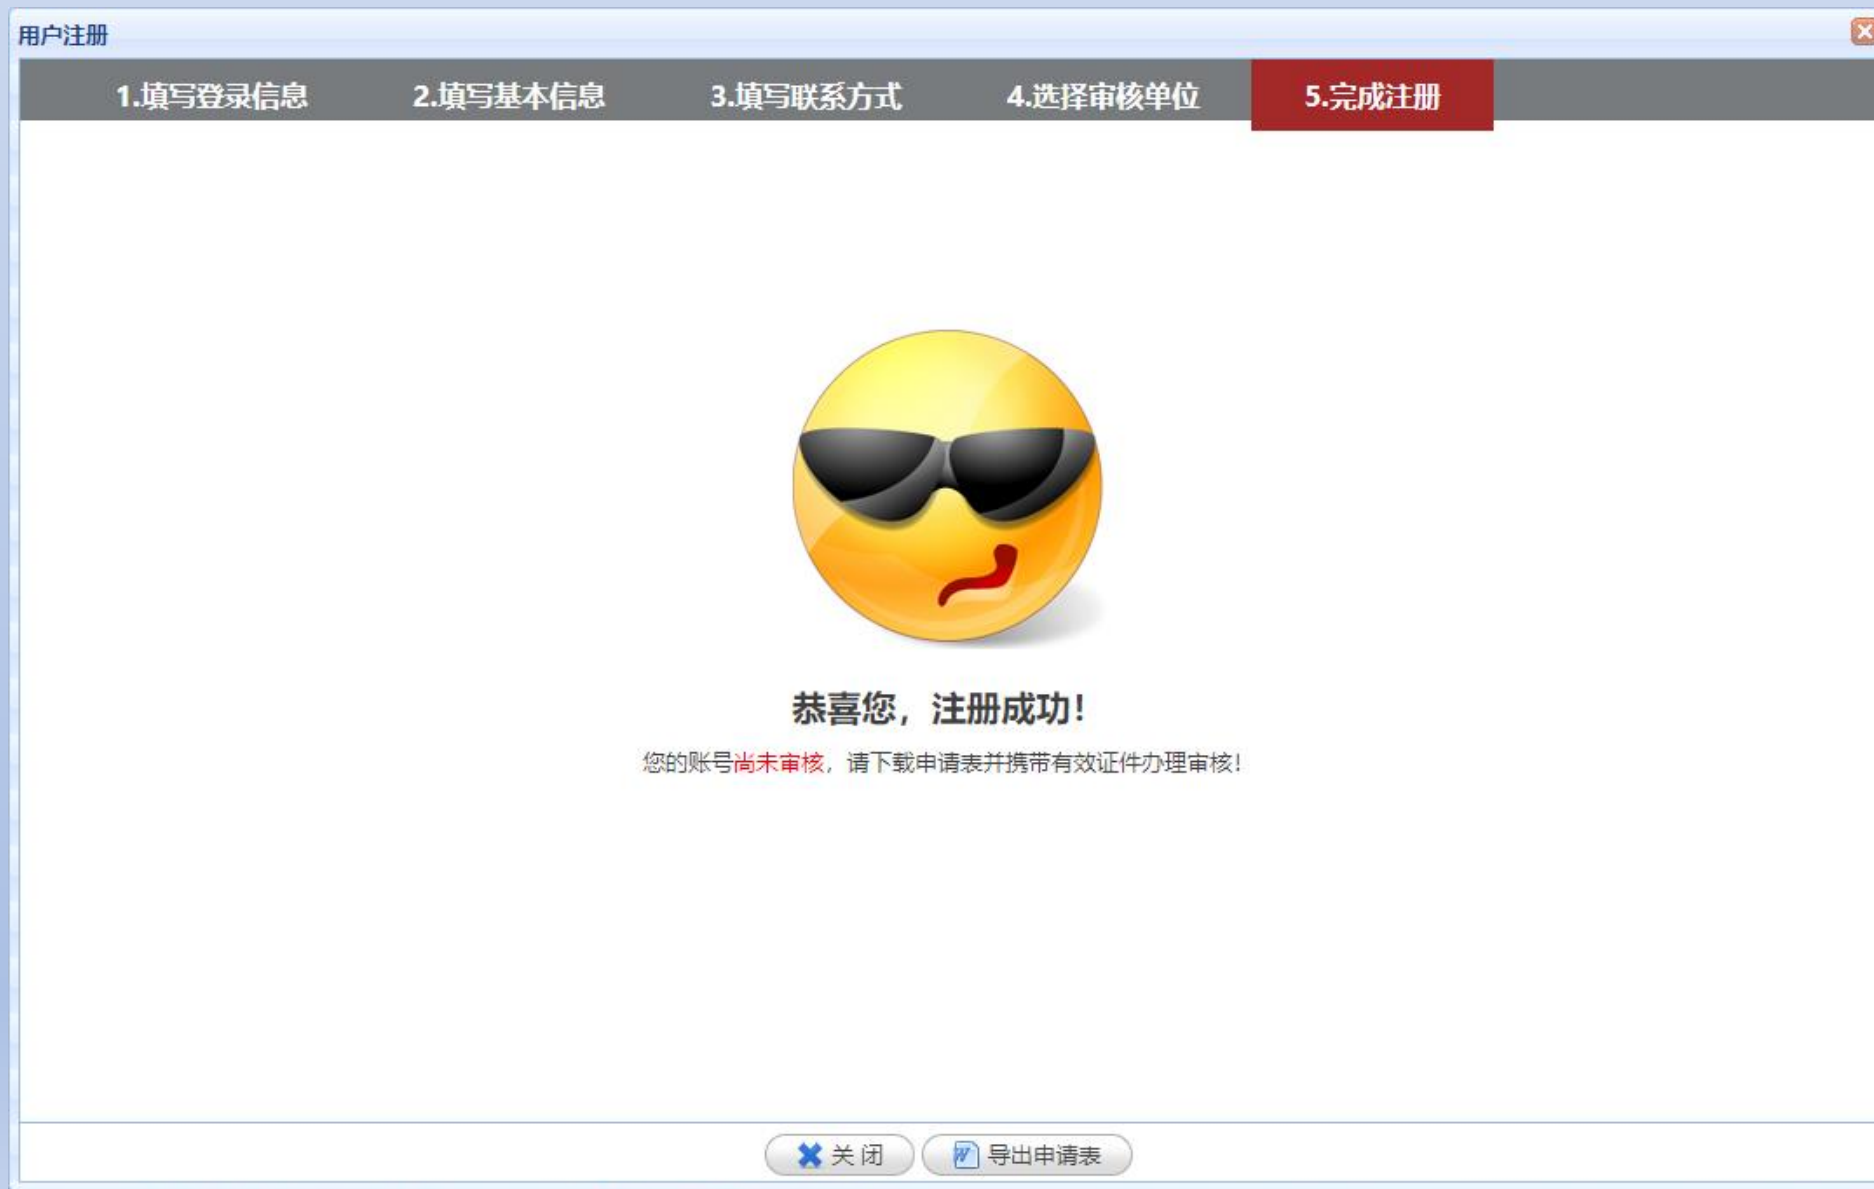 用户注册
1.填写登录信息 2.填写基本信息 3.填写联系方式 4.选择审核单位 5.完成注册
恭喜您，注册成功！
您的账号尚未审核，请下载申请表并携带有效证件办理审核！
关 闭 导出申请表